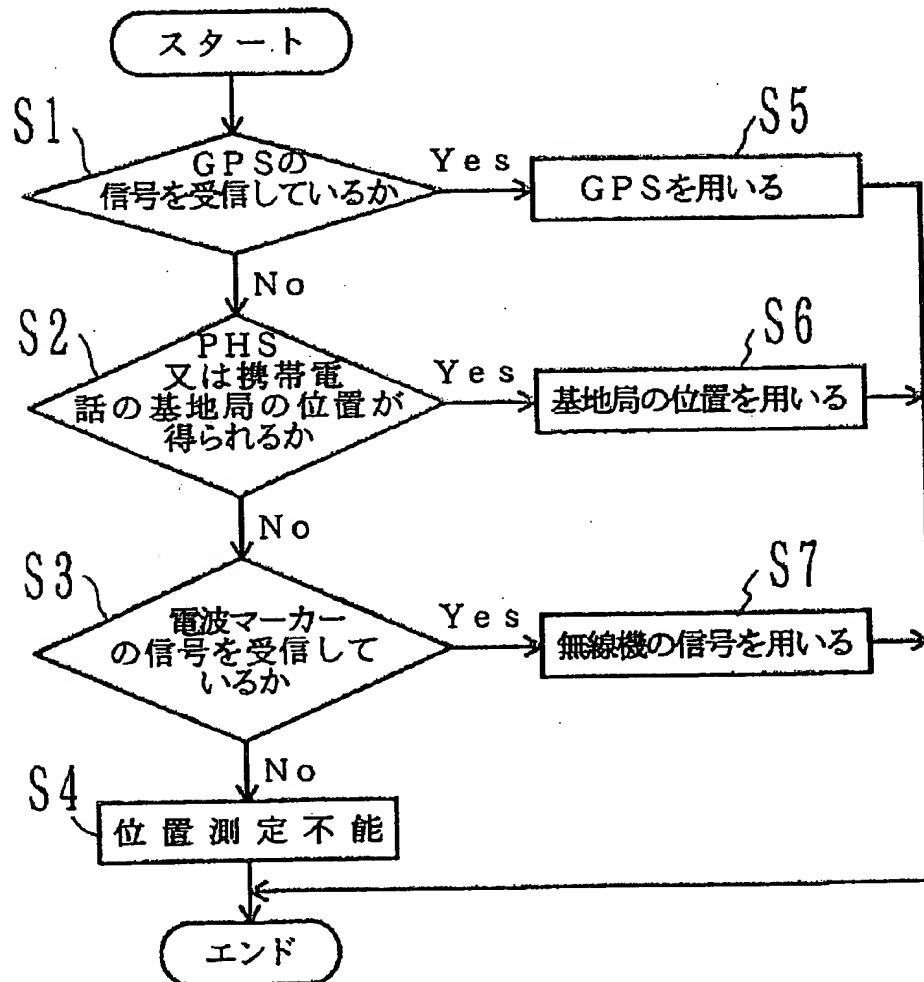 スタート
S1
GPSの
信号を受信しているか
Yes
S5
GPSを用いる
No
S2
PHS
又は携帯電
話の基地局の位置が
得られるか
Yes
S6
基地局の位置を用いる
No
S3
電波マーカー
の信号を受信して
いるか
Yes
S7
無線機の信号を用いる
No
S4
位置測定不能
エンド